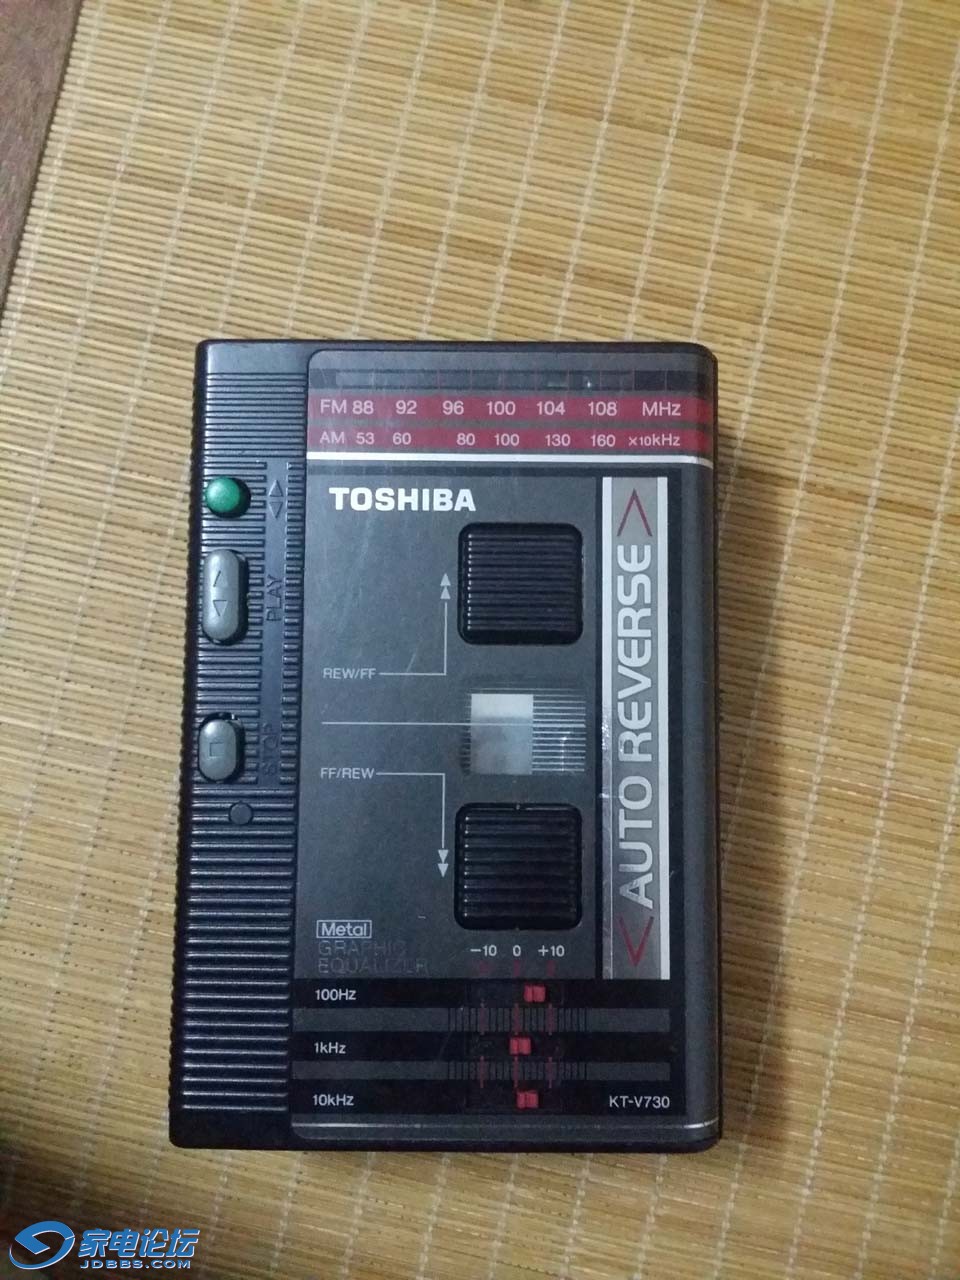 FM 88 92 96 100 104 108 MHz
AM 53 60 80 100 130 160 ×10kHz
TOSHIBA
PLAY
STOP
REW/FF
FF/REW
AUTO REVERSE
Metal
GRAPHIC
EQUALIZER
−10 0 +10
100Hz
1kHz
10kHz
KT-V730
家电论坛
JDBBS.COM